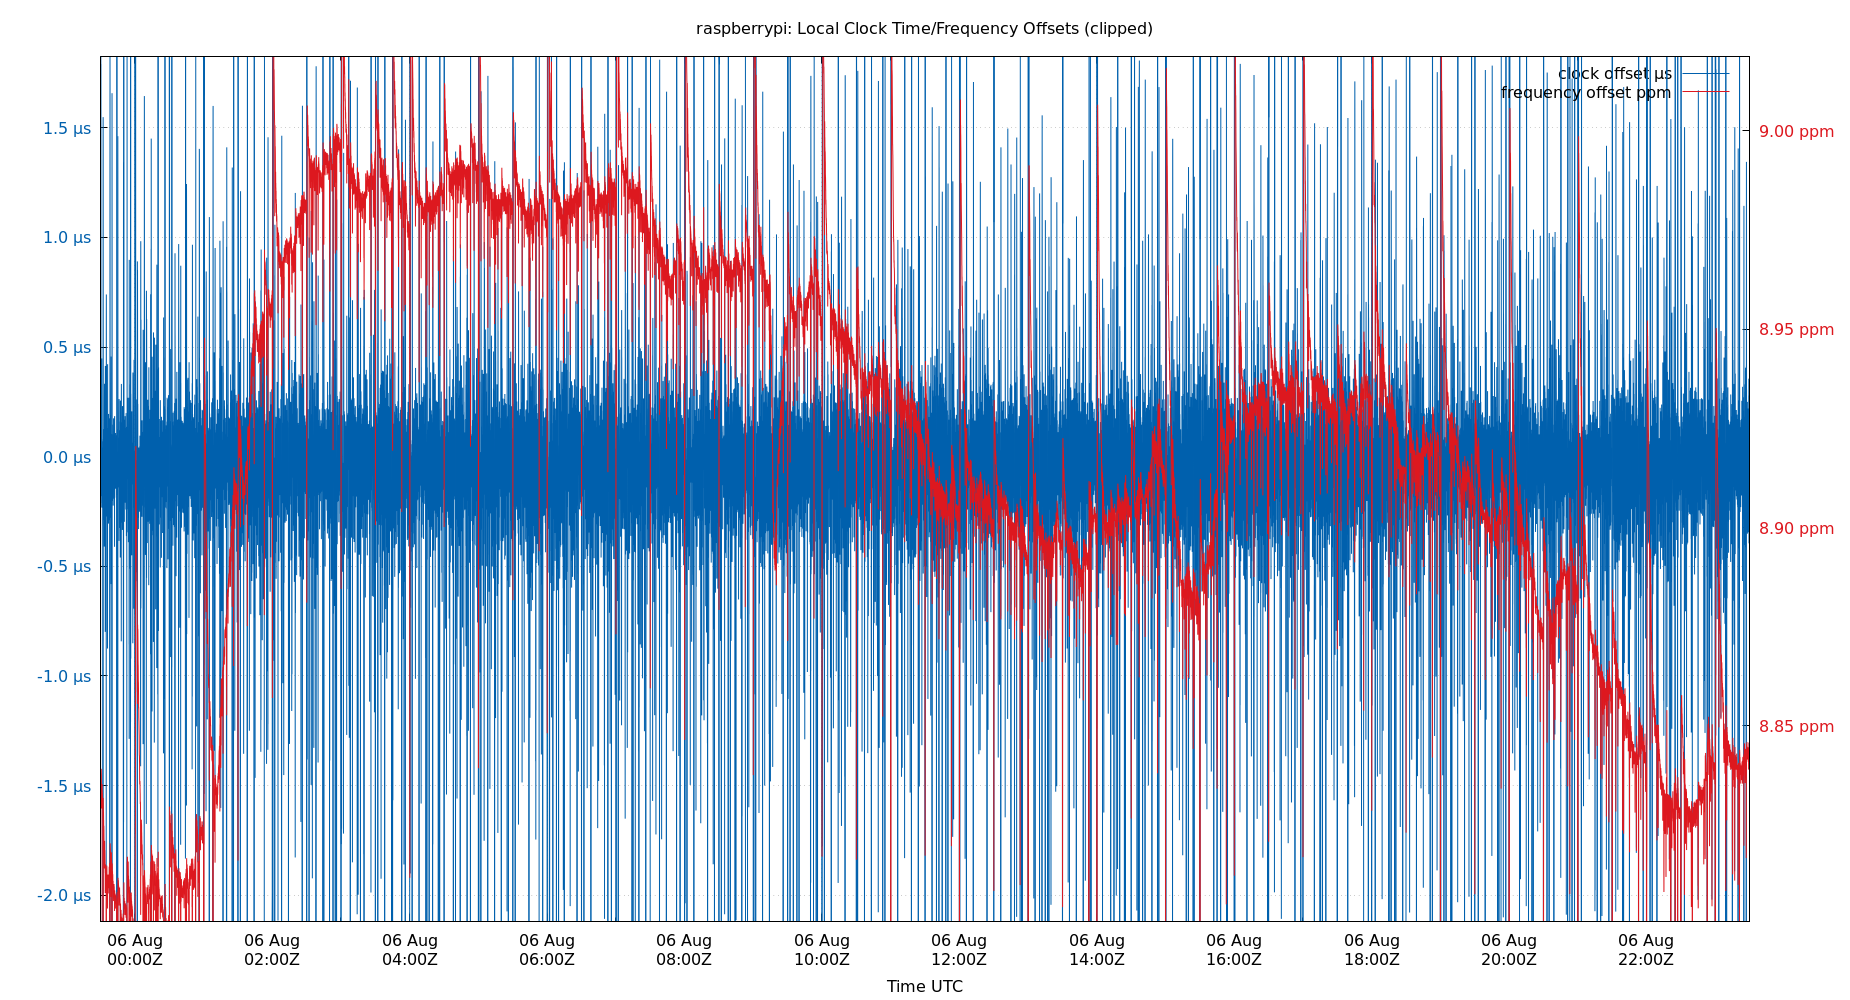 raspberrypi: Local Clock Time/Frequency Offsets (clipped)
clock offset µs
frequency offset ppm
1.5 µs
1.0 µs
0.5 µs
0.0 µs
-0.5 µs
-1.0 µs
-1.5 µs
-2.0 µs
9.00 ppm
8.95 ppm
8.90 ppm
8.85 ppm
06 Aug
00:00Z
06 Aug
02:00Z
06 Aug
04:00Z
06 Aug
06:00Z
06 Aug
08:00Z
06 Aug
10:00Z
06 Aug
12:00Z
06 Aug
14:00Z
06 Aug
16:00Z
06 Aug
18:00Z
06 Aug
20:00Z
06 Aug
22:00Z
Time UTC